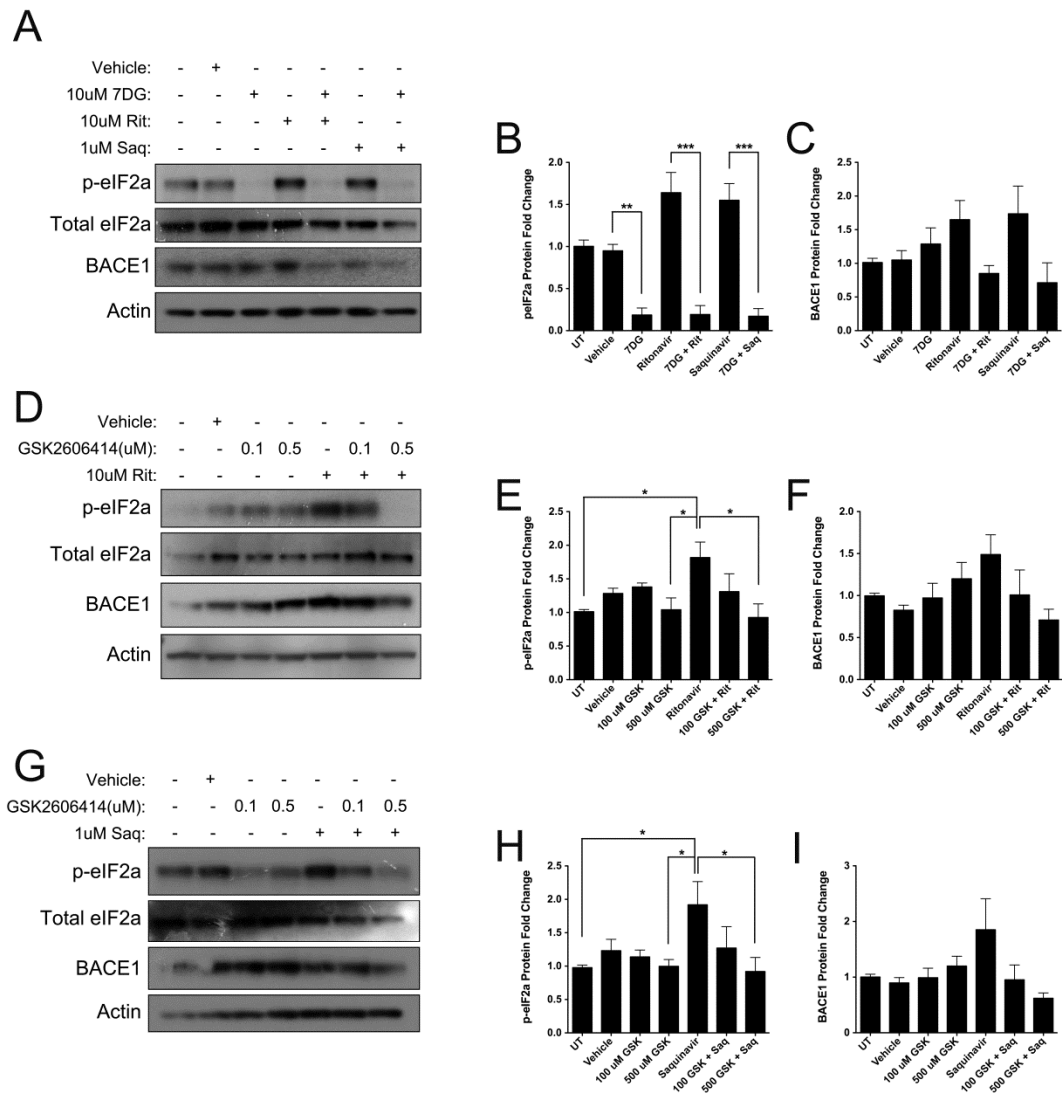 A
Vehicle: - + - - - - -
10uM 7DG: - - + - + - +
10uM Rit: - - - + + - -
1uM Saq: - - - - - + +
p-eIF2a
Total eIF2a
BACE1
Actin
B
peIF2a Protein Fold Change
2.0
1.5
1.0
0.5
0.0
** *** ***
UT Vehicle 7DG Ritonavir 7DG + Rit Saquinavir 7DG + Saq
C
BACE1 Protein Fold Change
2.5
2.0
1.5
1.0
0.5
0.0
UT Vehicle 7DG Ritonavir 7DG + Rit Saquinavir 7DG + Saq
D
Vehicle: - + - - - - -
GSK2606414(uM): - - 0.1 0.5 - 0.1 0.5
10uM Rit: - - - - + + +
p-eIF2a
Total eIF2a
BACE1
Actin
E
p-eIF2a Protein Fold Change
2.5
2.0
1.5
1.0
0.5
0.0
* * *
UT Vehicle 100 uM GSK 500 uM GSK Ritonavir 100 GSK + Rit 500 GSK + Rit
F
BACE1 Protein Fold Change
2.0
1.5
1.0
0.5
0.0
UT Vehicle 100 uM GSK 500 uM GSK Ritonavir 100 GSK + Rit 500 GSK + Rit
G
Vehicle: - + - - - - -
GSK2606414(uM): - - 0.1 0.5 - 0.1 0.5
1uM Saq: - - - - + + +
p-eIF2a
Total eIF2a
BACE1
Actin
H
p-eIF2a Protein Fold Change
2.5
2.0
1.5
1.0
0.5
0.0
* * *
UT Vehicle 100 uM GSK 500 uM GSK Saquinavir 100 GSK + Saq 500 GSK + Saq
I
BACE1 Protein Fold Change
3
2
1
0
UT Vehicle 100 uM GSK 500 uM GSK Saquinavir 100 GSK + Saq 500 GSK + Saq